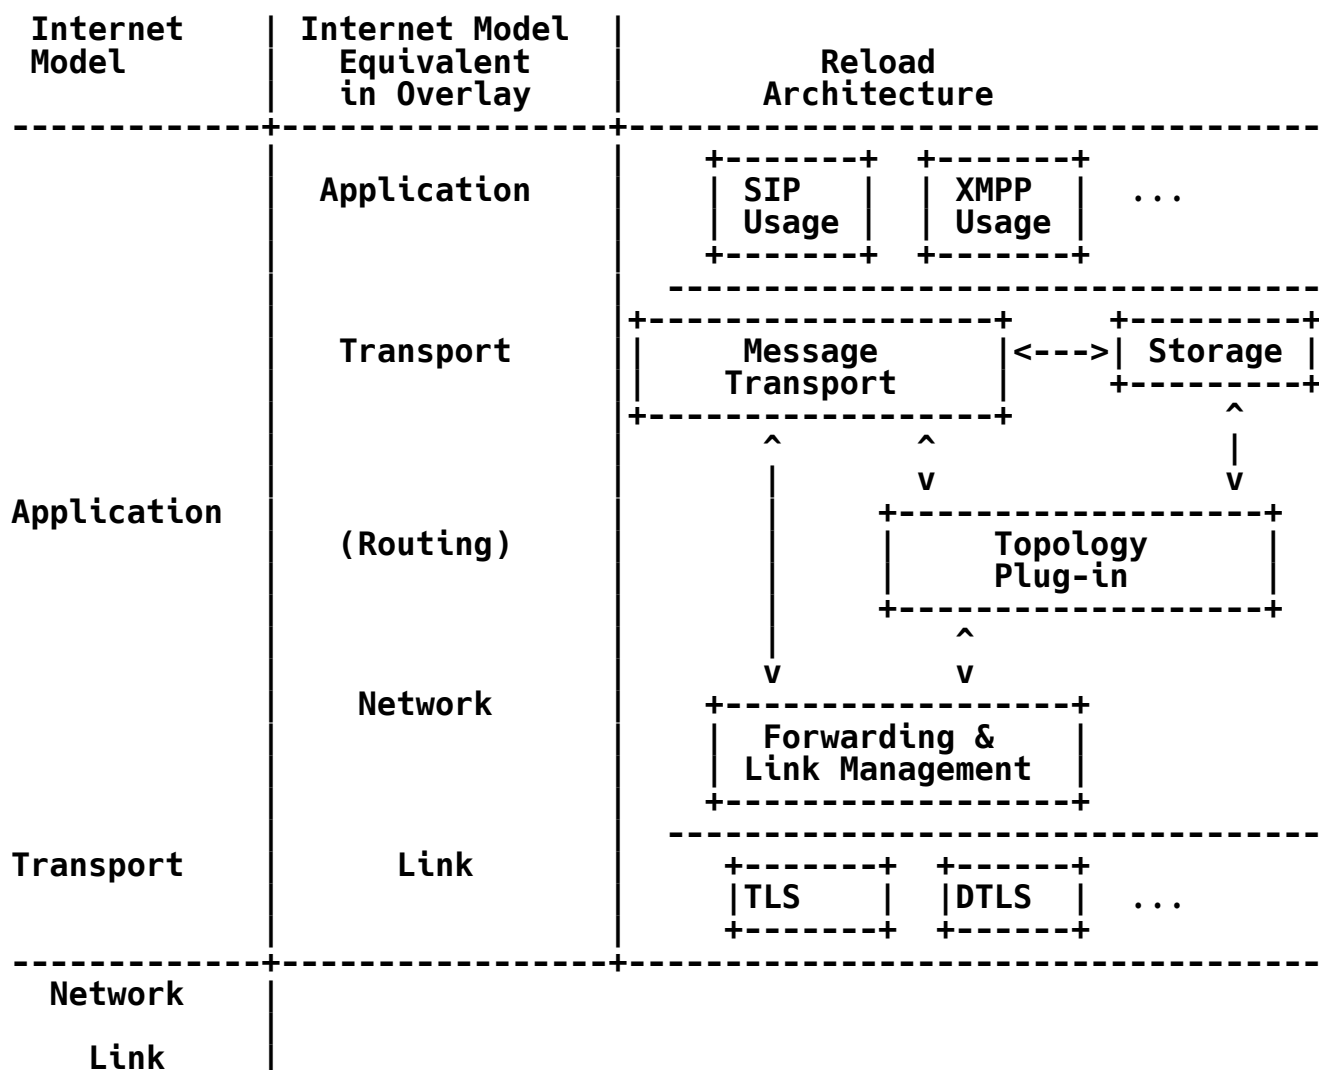 Internet | Internet Model |
Model | Equivalent | Reload
| in Overlay | Architecture
-------------+-----------------+------------------------------------
| | +-------+ +-------+
| Application | | SIP | | XMPP | ...
| | | Usage | | Usage |
| | +-------+ +-------+
| | ----------------------------------
| |+------------------+ +---------+
| Transport || Message |<--->| Storage |
| || Transport | +---------+
| |+------------------+ ^
| | ^ ^ |
| | | v v
Application | | | +-------------------+
| (Routing) | | | Topology |
| | | | Plug-in |
| | | +-------------------+
| | | ^
| | v v
| Network | +------------------+
| | | Forwarding & |
| | | Link Management |
| | +------------------+
| | ----------------------------------
Transport | Link | +-------+ +------+
| | |TLS | |DTLS | ...
| | +-------+ +------+
-------------+-----------------+------------------------------------
Network |
|
Link |